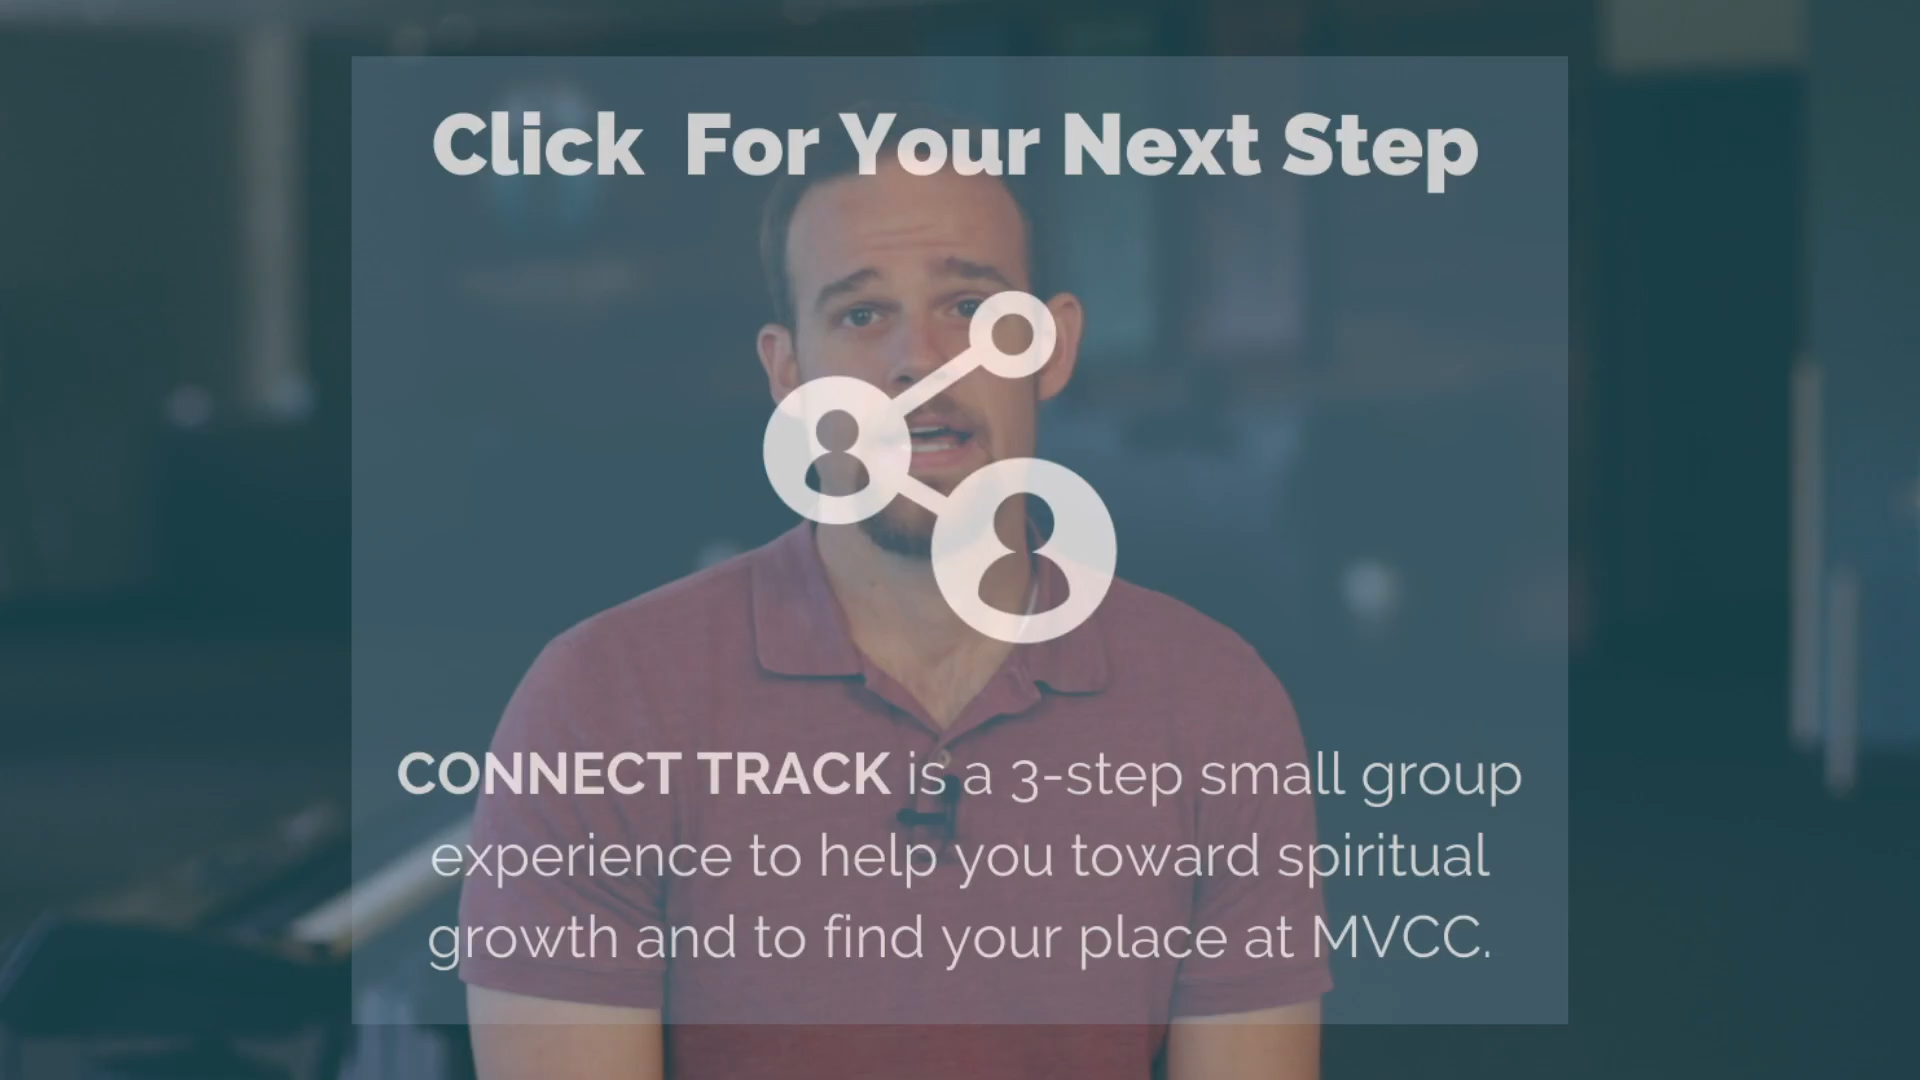 Click For Your Next Step
CONNECT TRACK is a 3-step small group
experience to help you toward spiritual
growth and to find your place at MVCC.